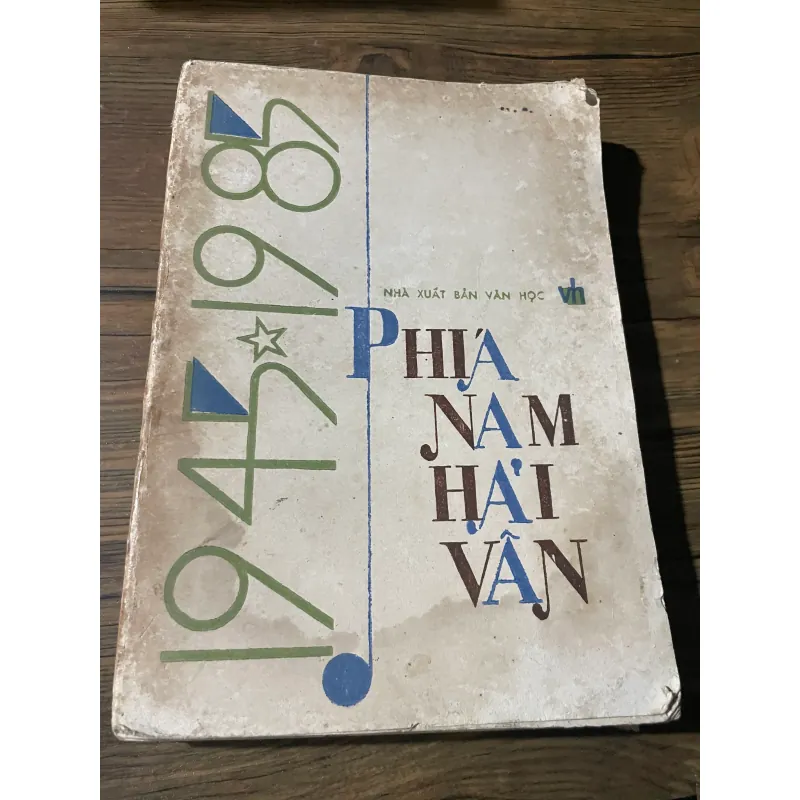 1945 ☆ 1985
NHÀ XUẤT BẢN VĂN HỌC vh
PHÍA
NAM
HẢI
VÂN